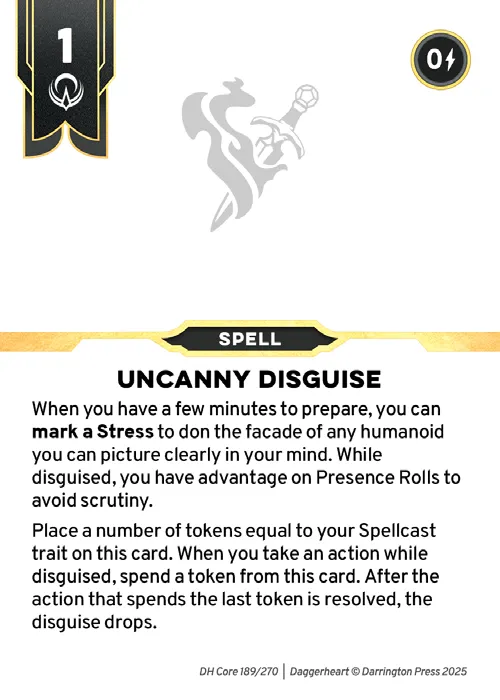 1
0
SPELL
UNCANNY DISGUISE
When you have a few minutes to prepare, you can
mark a Stress to don the facade of any humanoid
you can picture clearly in your mind. While
disguised, you have advantage on Presence Rolls to
avoid scrutiny.
Place a number of tokens equal to your Spellcast
trait on this card. When you take an action while
disguised, spend a token from this card. After the
action that spends the last token is resolved, the
disguise drops.
DH Core 189/270 | Daggerheart © Darrington Press 2025